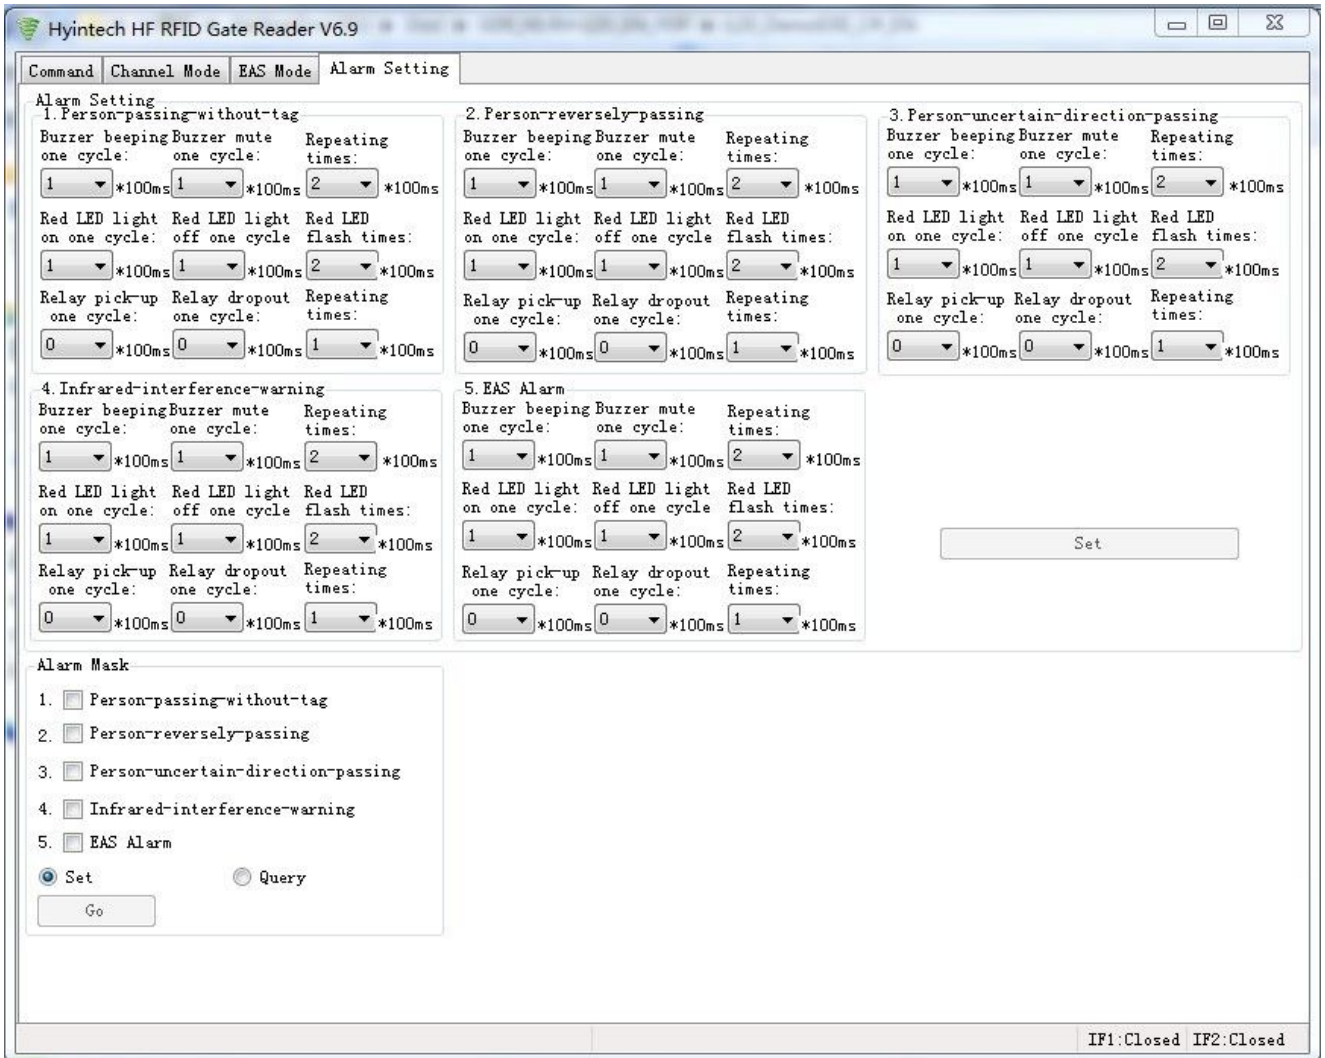 Hyintech HF RFID Gate Reader V6.9
Command Channel Mode EAS Mode Alarm Setting
Alarm Setting
1.Person-passing-without-tag
Buzzer beeping Buzzer mute Repeating
one cycle: one cycle: times:
1 *100ms 1 *100ms 2 *100ms
Red LED light Red LED light Red LED
on one cycle: off one cycle flash times:
1 *100ms 1 *100ms 2 *100ms
Relay pick-up Relay dropout Repeating
one cycle: one cycle: times:
0 *100ms 0 *100ms 1 *100ms
2.Person-reversely-passing
Buzzer beeping Buzzer mute Repeating
one cycle: one cycle: times:
1 *100ms 1 *100ms 2 *100ms
Red LED light Red LED light Red LED
on one cycle: off one cycle flash times:
1 *100ms 1 *100ms 2 *100ms
Relay pick-up Relay dropout Repeating
one cycle: one cycle: times:
0 *100ms 0 *100ms 1 *100ms
3.Person-uncertain-direction-passing
Buzzer beeping Buzzer mute Repeating
one cycle: one cycle: times:
1 *100ms 1 *100ms 2 *100ms
Red LED light Red LED light Red LED
on one cycle: off one cycle flash times:
1 *100ms 1 *100ms 2 *100ms
Relay pick-up Relay dropout Repeating
one cycle: one cycle: times:
0 *100ms 0 *100ms 1 *100ms
4.Infrared-interference-warning
Buzzer beeping Buzzer mute Repeating
one cycle: one cycle: times:
1 *100ms 1 *100ms 2 *100ms
Red LED light Red LED light Red LED
on one cycle: off one cycle flash times:
1 *100ms 1 *100ms 2 *100ms
Relay pick-up Relay dropout Repeating
one cycle: one cycle: times:
0 *100ms 0 *100ms 1 *100ms
5.EAS Alarm
Buzzer beeping Buzzer mute Repeating
one cycle: one cycle: times:
1 *100ms 1 *100ms 2 *100ms
Red LED light Red LED light Red LED
on one cycle: off one cycle flash times:
1 *100ms 1 *100ms 2 *100ms
Relay pick-up Relay dropout Repeating
one cycle: one cycle: times:
0 *100ms 0 *100ms 1 *100ms
Set
Alarm Mask
1. Person-passing-without-tag
2. Person-reversely-passing
3. Person-uncertain-direction-passing
4. Infrared-interference-warning
5. EAS Alarm
Set Query
Go
IF1:Closed IF2:Closed